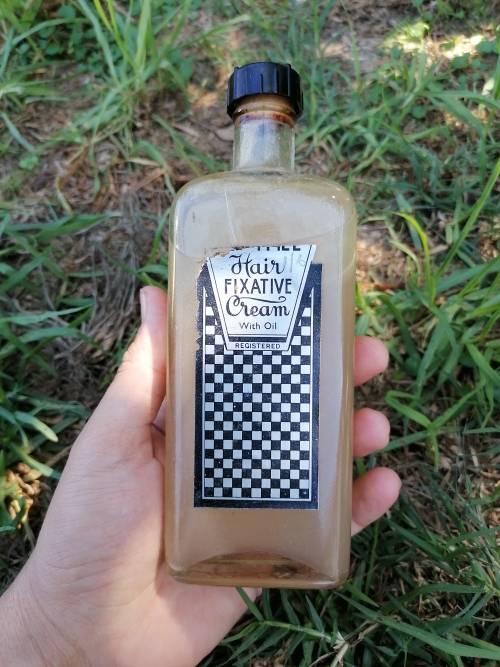 Hair
FIXATIVE
Cream
With Oil
REGISTERED